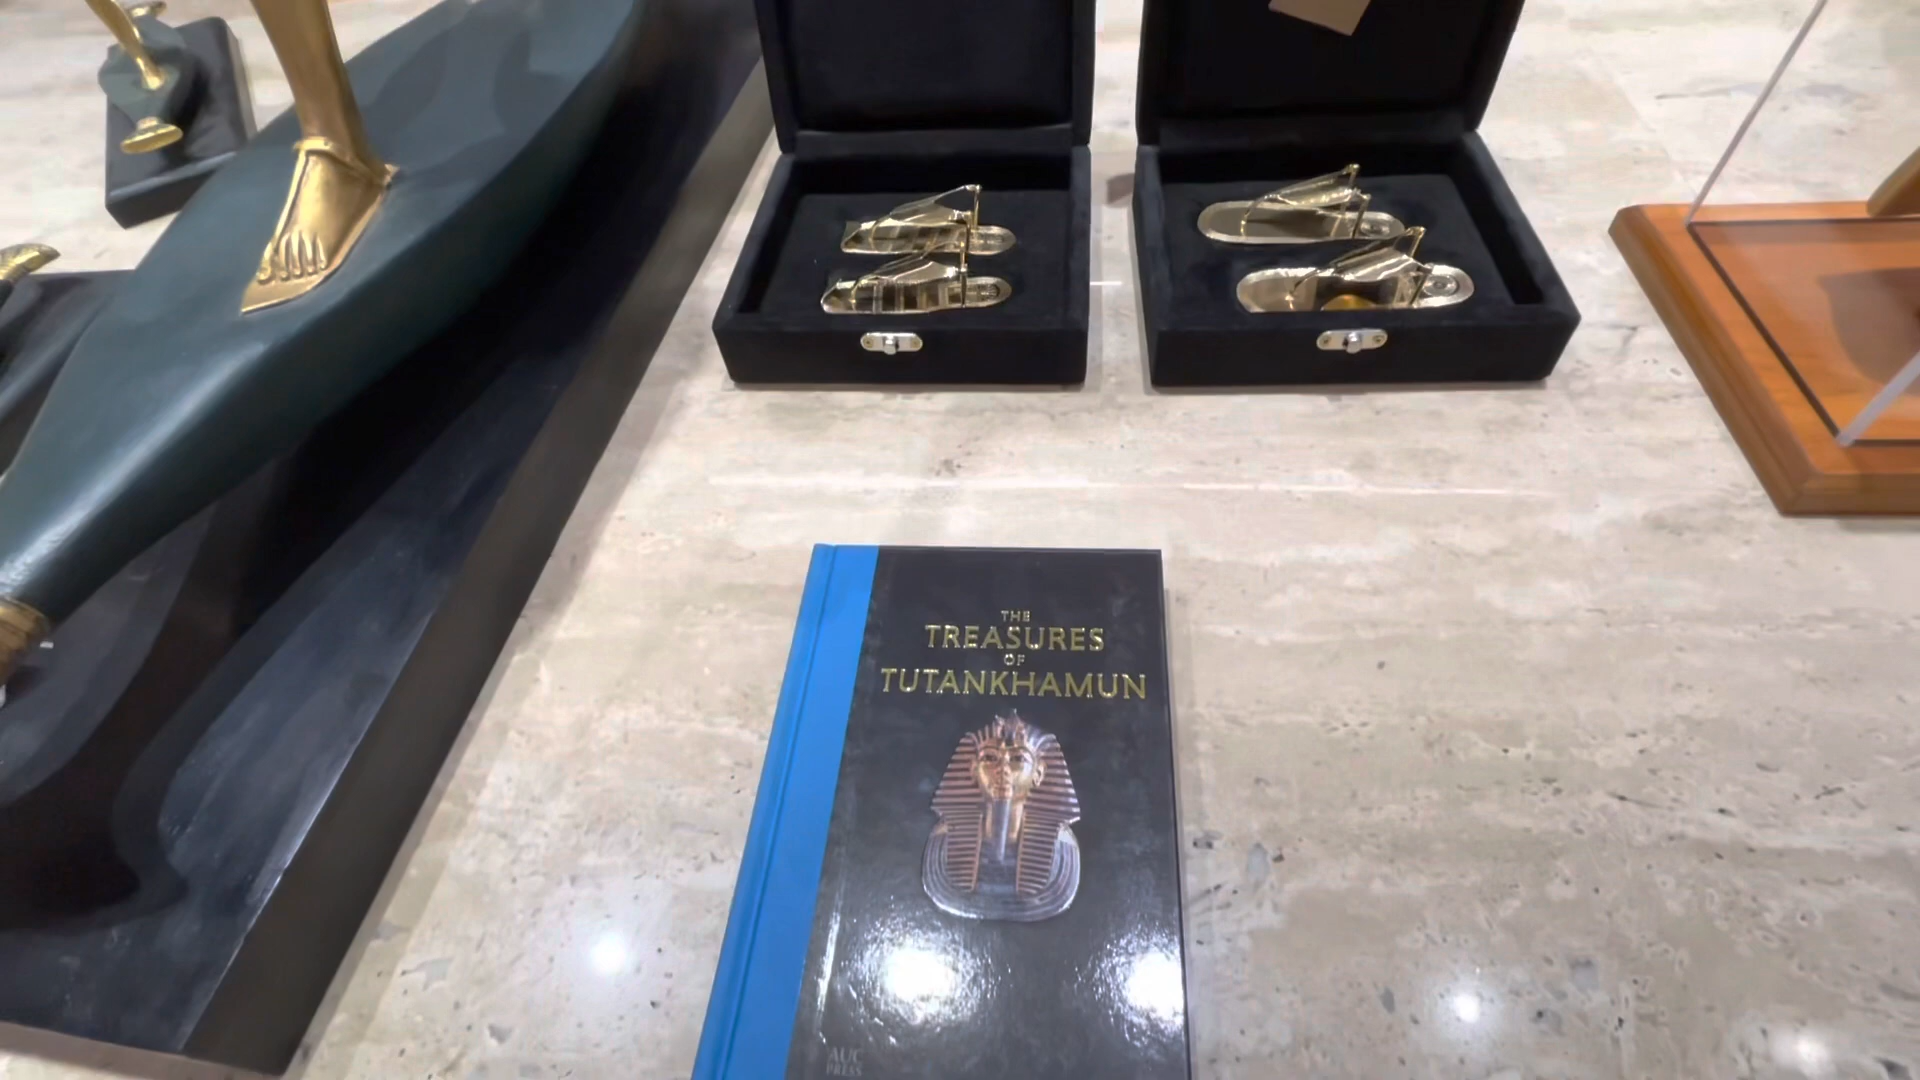 THE
TREASURES
OF
TUTANKHAMUN
AUC
PRESS